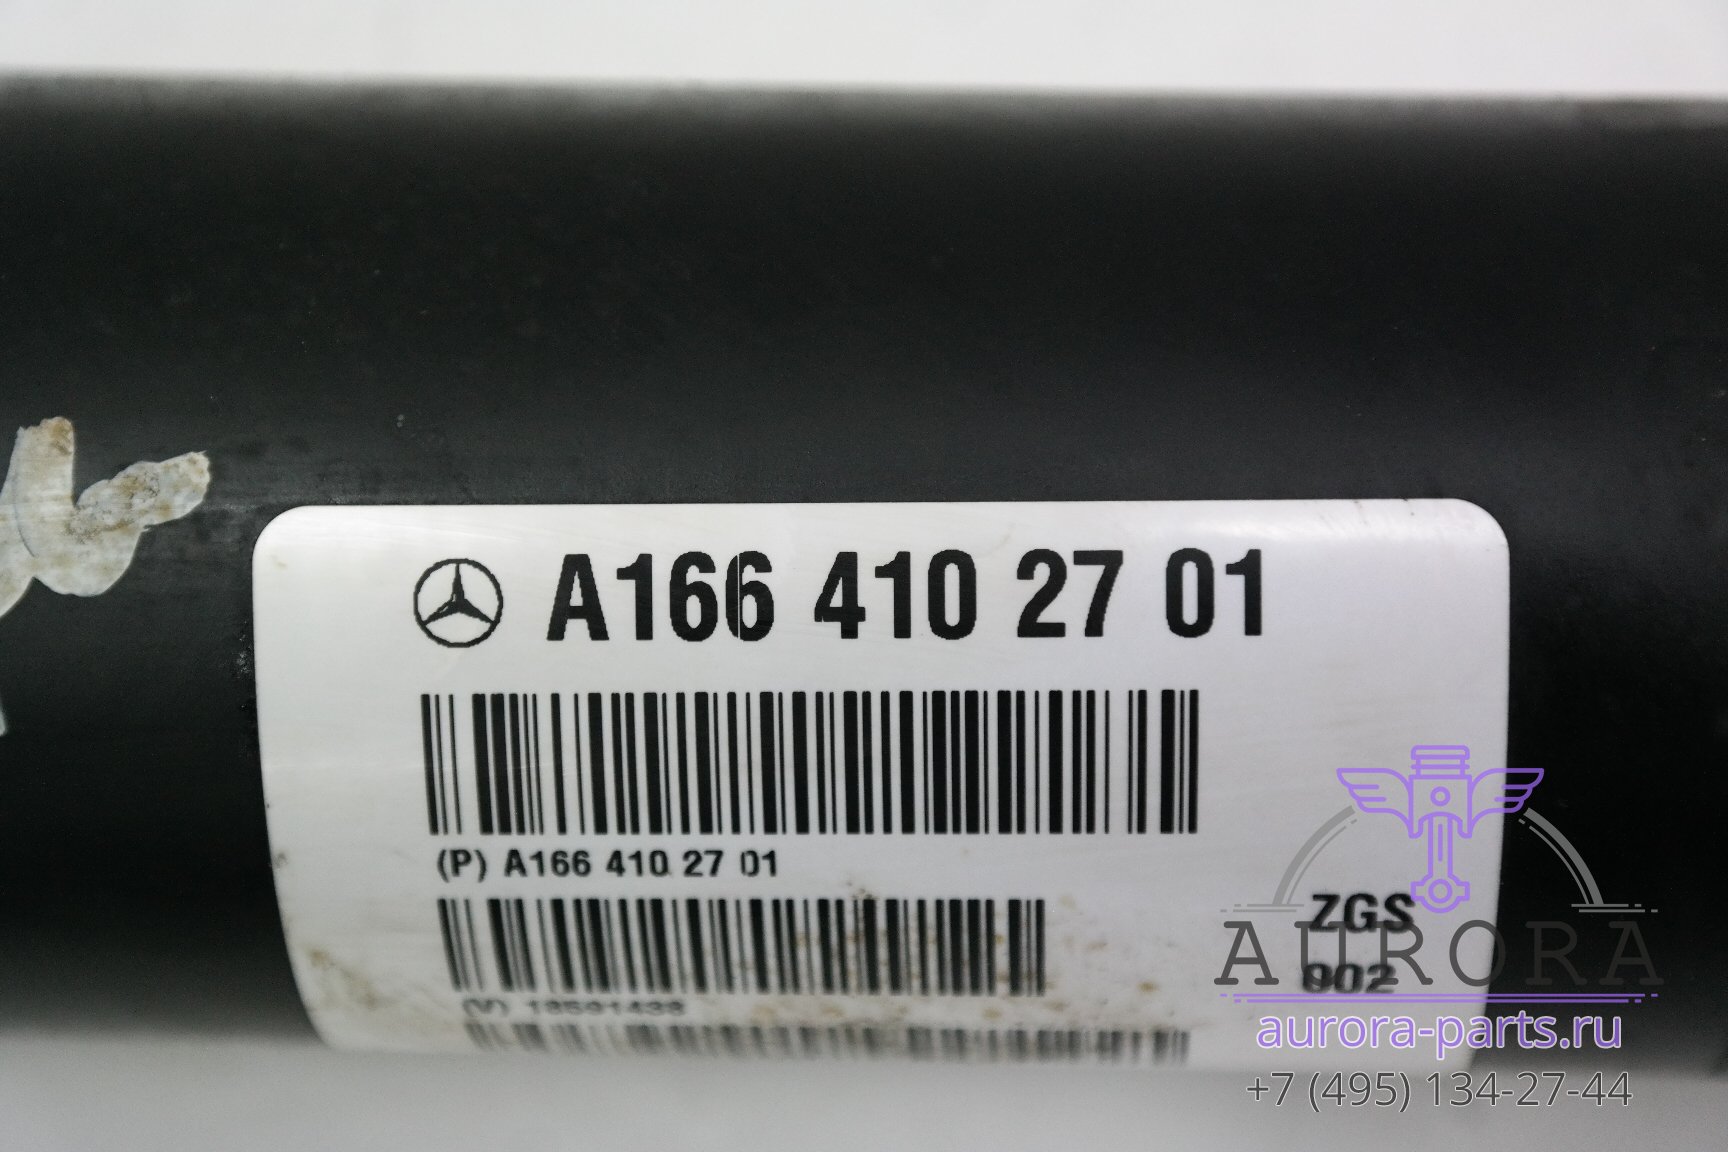 A166 410 27 01
(P) A166 410 27 01
(V) 18591438
ZGS
002
AURORA
aurora-parts.ru
+7 (495) 134-27-44